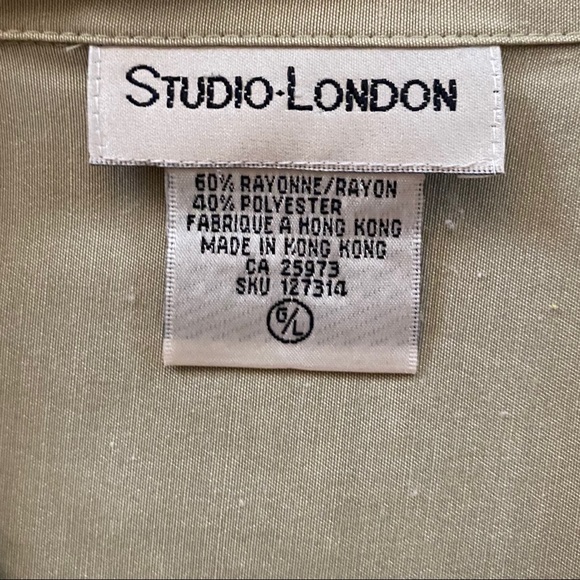 STUDIO·LONDON
60% RAYONNE/RAYON
40% POLYESTER
FABRIQUE A HONG KONG
MADE IN HONG KONG
CA 25973
SKU 127314
G/L